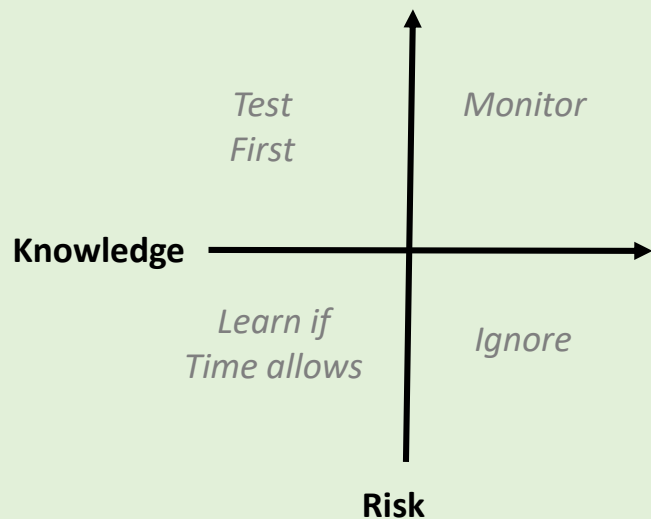 Test
First
Monitor
Knowledge
Learn if
Time allows
Ignore
Risk